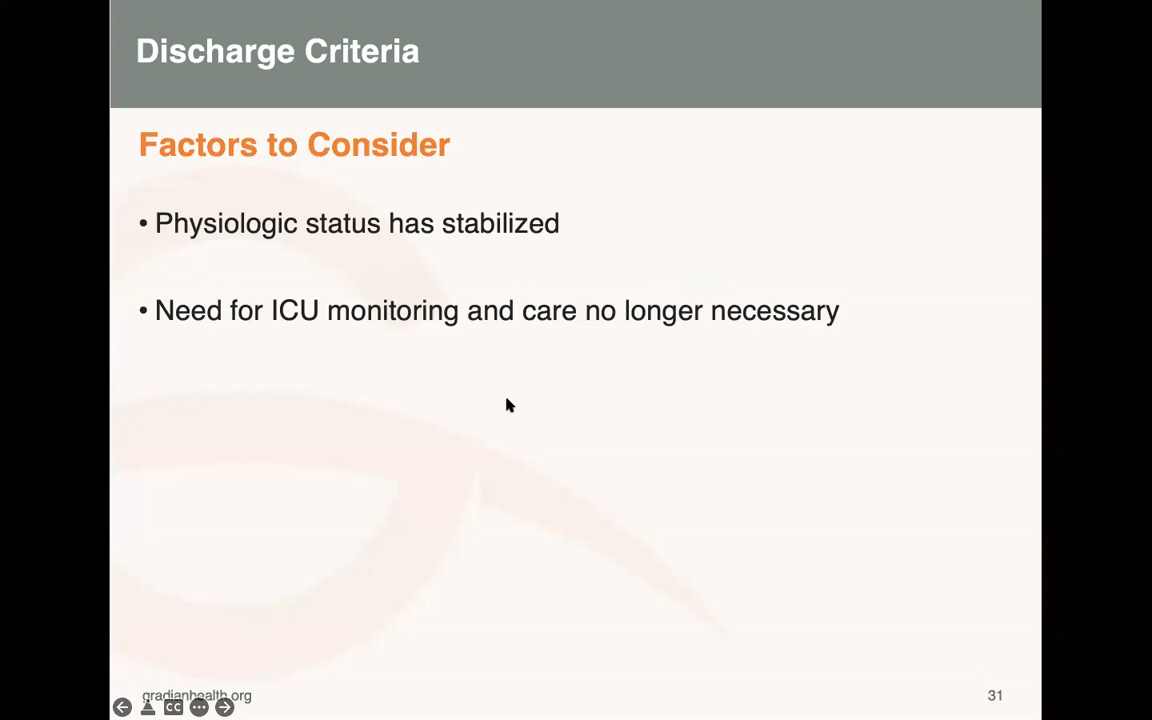 Discharge Criteria
Factors to Consider
• Physiologic status has stabilized
• Need for ICU monitoring and care no longer necessary
gradianhealth.org
31
CC